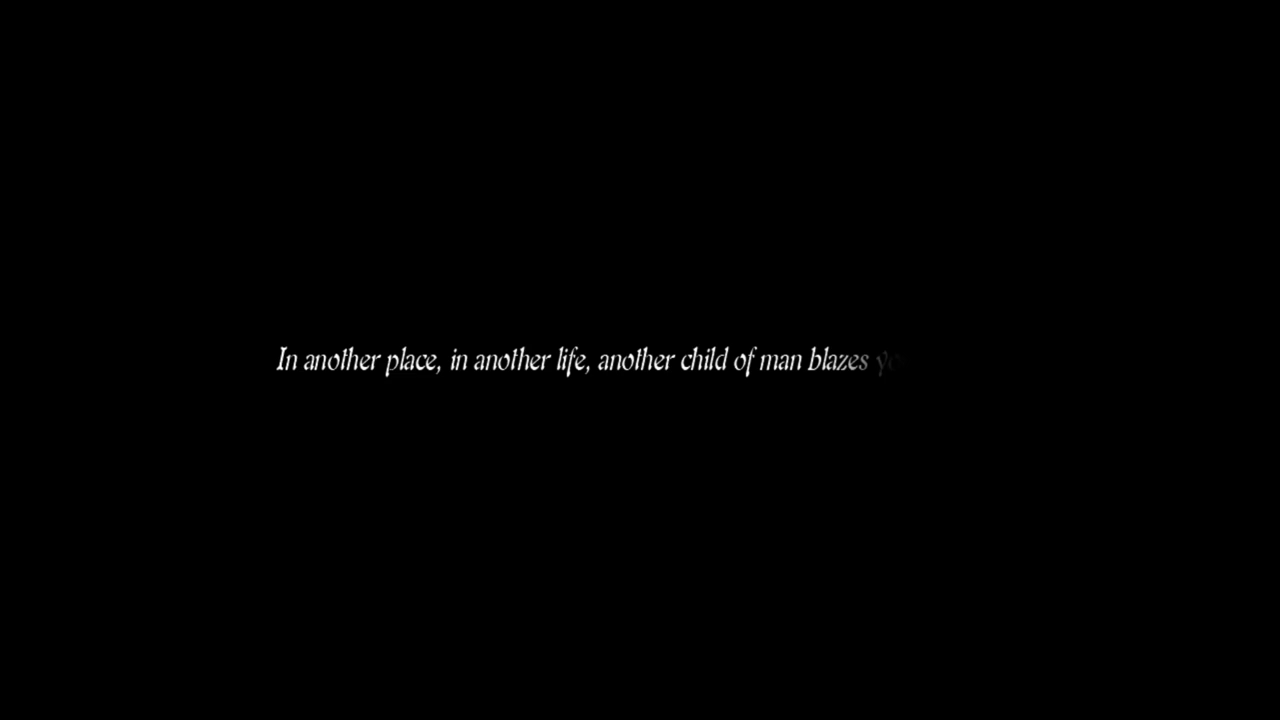 In another place, in another life, another child of man blazes